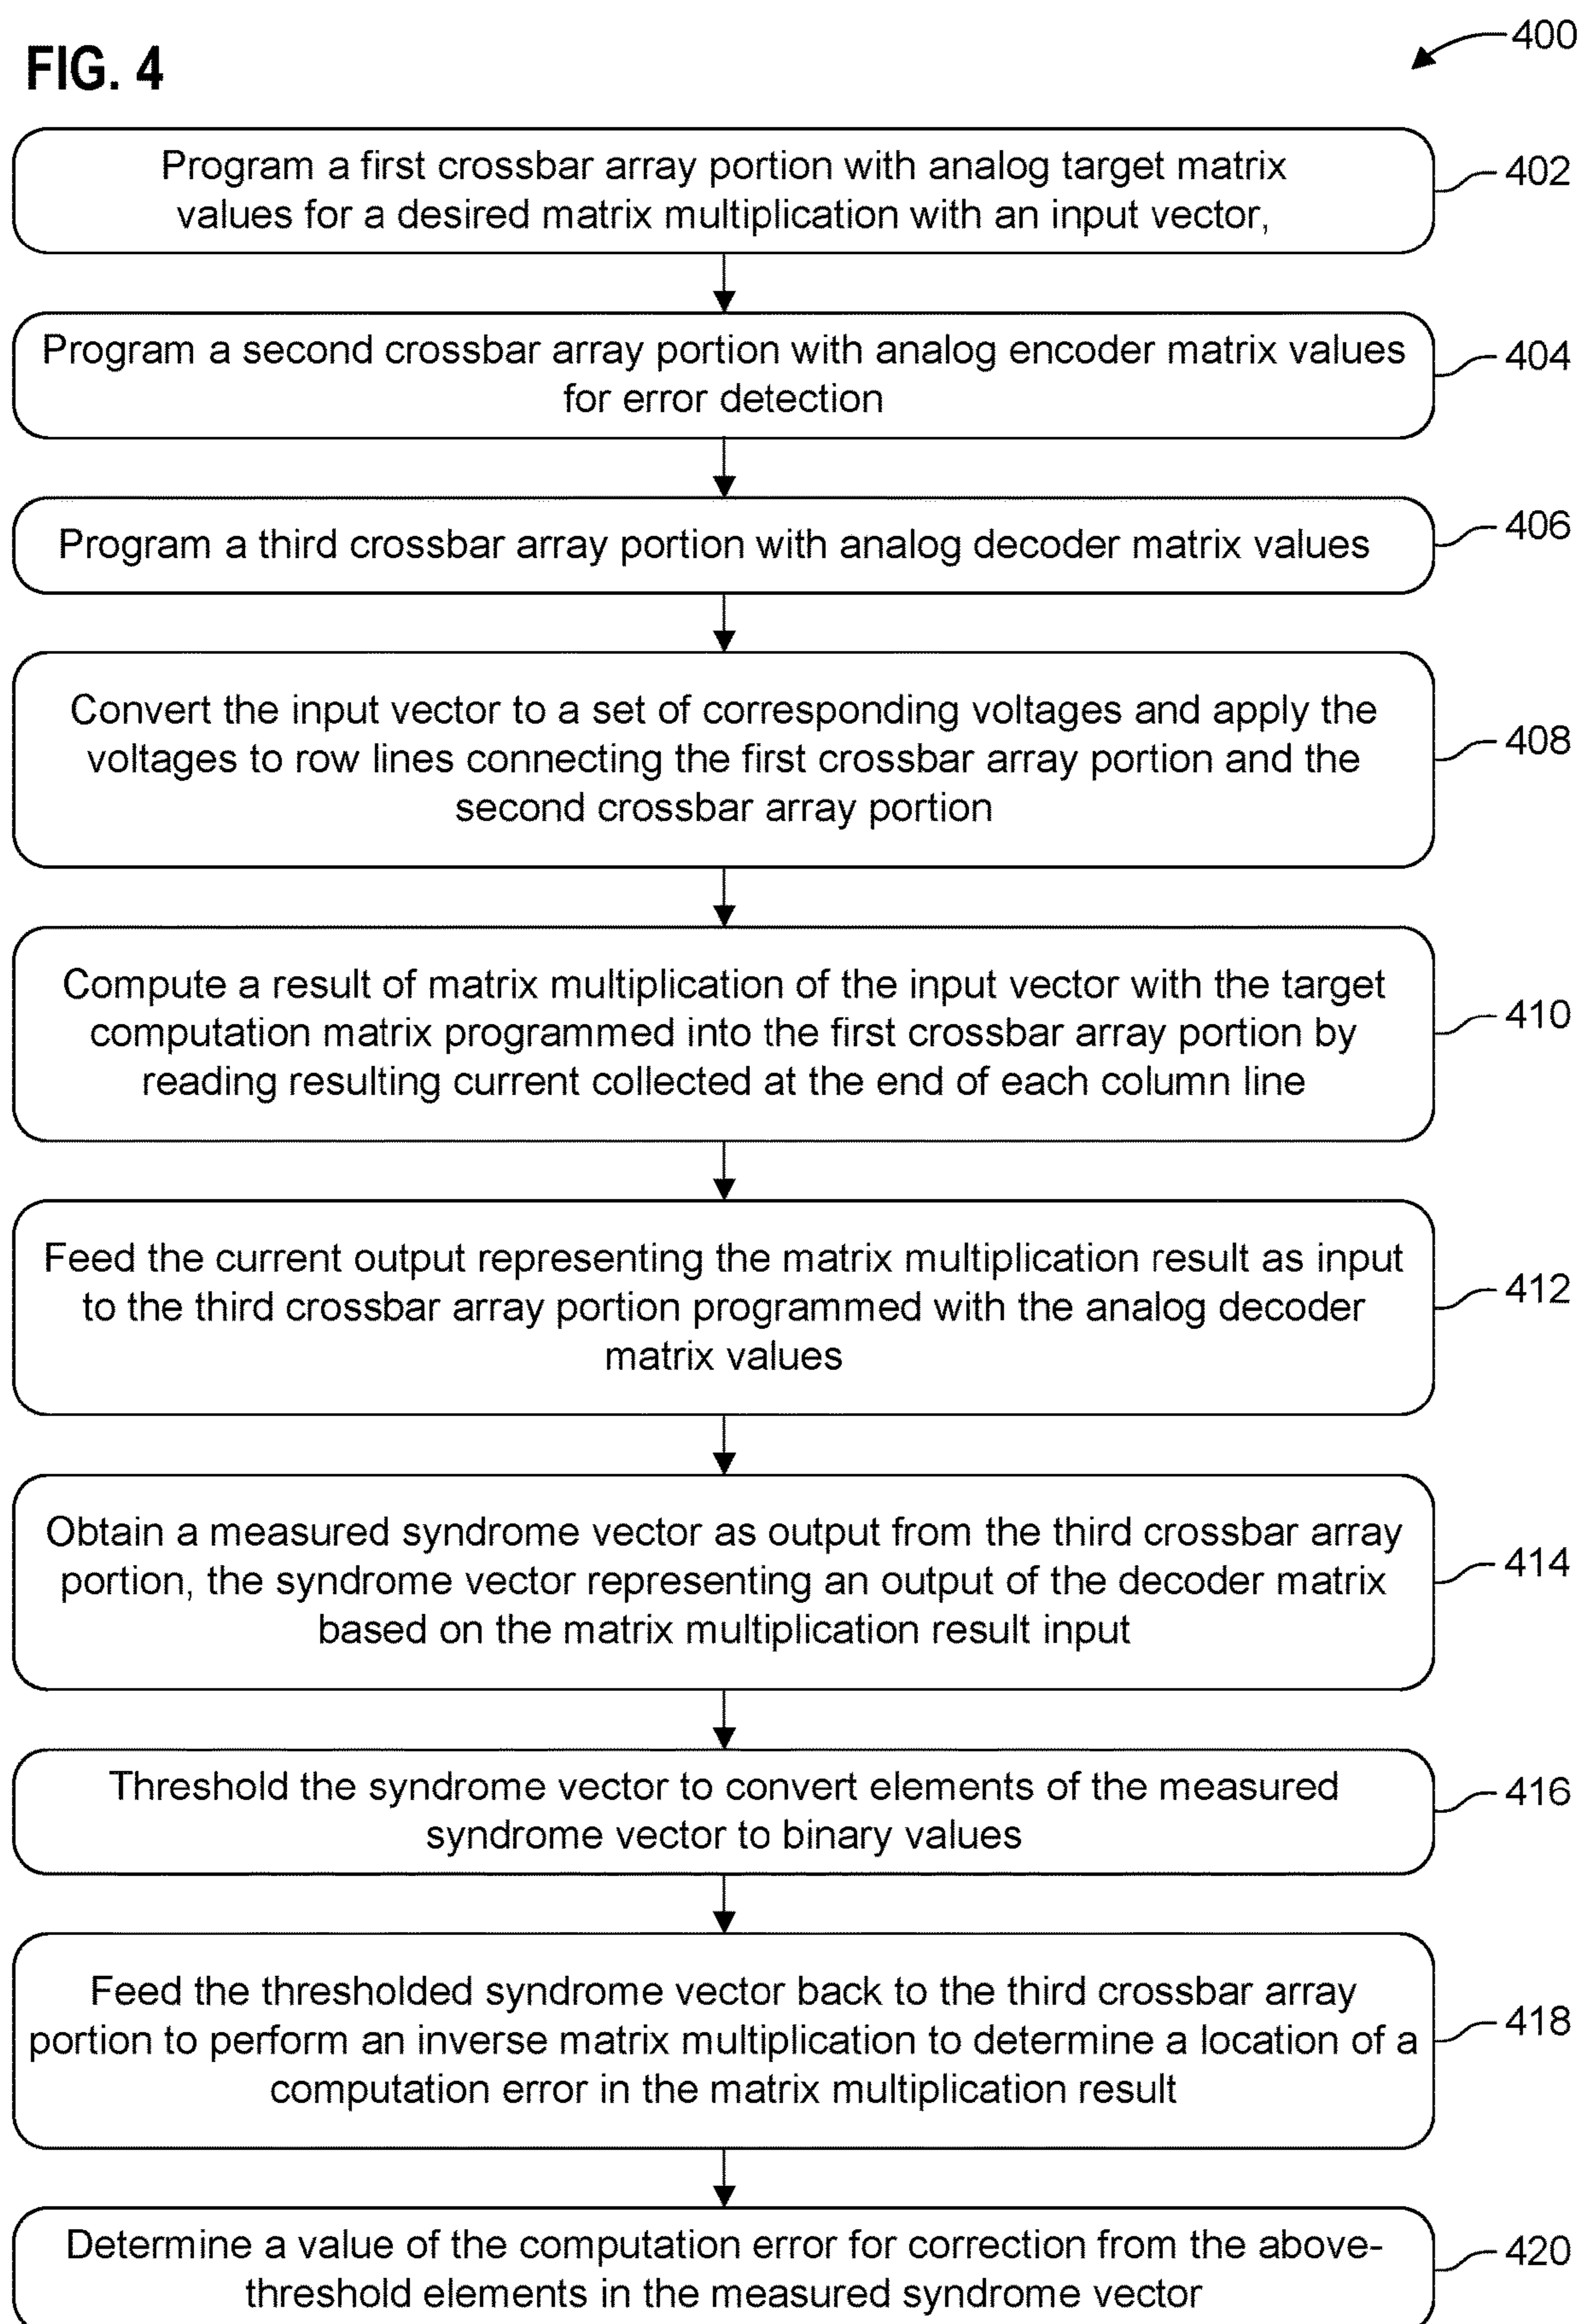 400
FIG. 4
Program a first crossbar array portion with analog target matrix
values for a desired matrix multiplication with an input vector,
402
Program a second crossbar array portion with analog encoder matrix values
for error detection
404
Program a third crossbar array portion with analog decoder matrix values
406
Convert the input vector to a set of corresponding voltages and apply the
voltages to row lines connecting the first crossbar array portion and the
second crossbar array portion
408
Compute a result of matrix multiplication of the input vector with the target
computation matrix programmed into the first crossbar array portion by
reading resulting current collected at the end of each column line
410
Feed the current output representing the matrix multiplication result as input
to the third crossbar array portion programmed with the analog decoder
matrix values
412
Obtain a measured syndrome vector as output from the third crossbar array
portion, the syndrome vector representing an output of the decoder matrix
based on the matrix multiplication result input
414
Threshold the syndrome vector to convert elements of the measured
syndrome vector to binary values
416
Feed the thresholded syndrome vector back to the third crossbar array
portion to perform an inverse matrix multiplication to determine a location of a
computation error in the matrix multiplication result
418
Determine a value of the computation error for correction from the above-
threshold elements in the measured syndrome vector
420